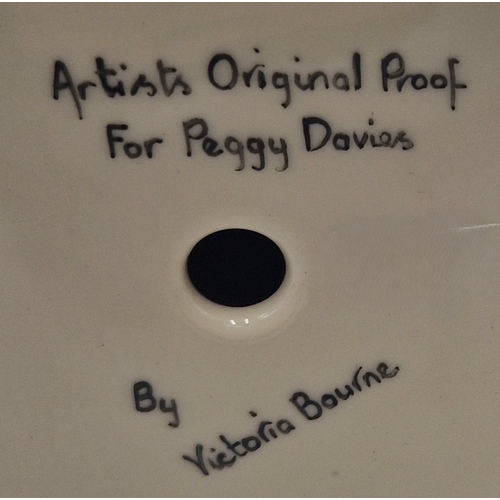 Artists Original Proof
For Peggy Davies
By
Victoria Bourne